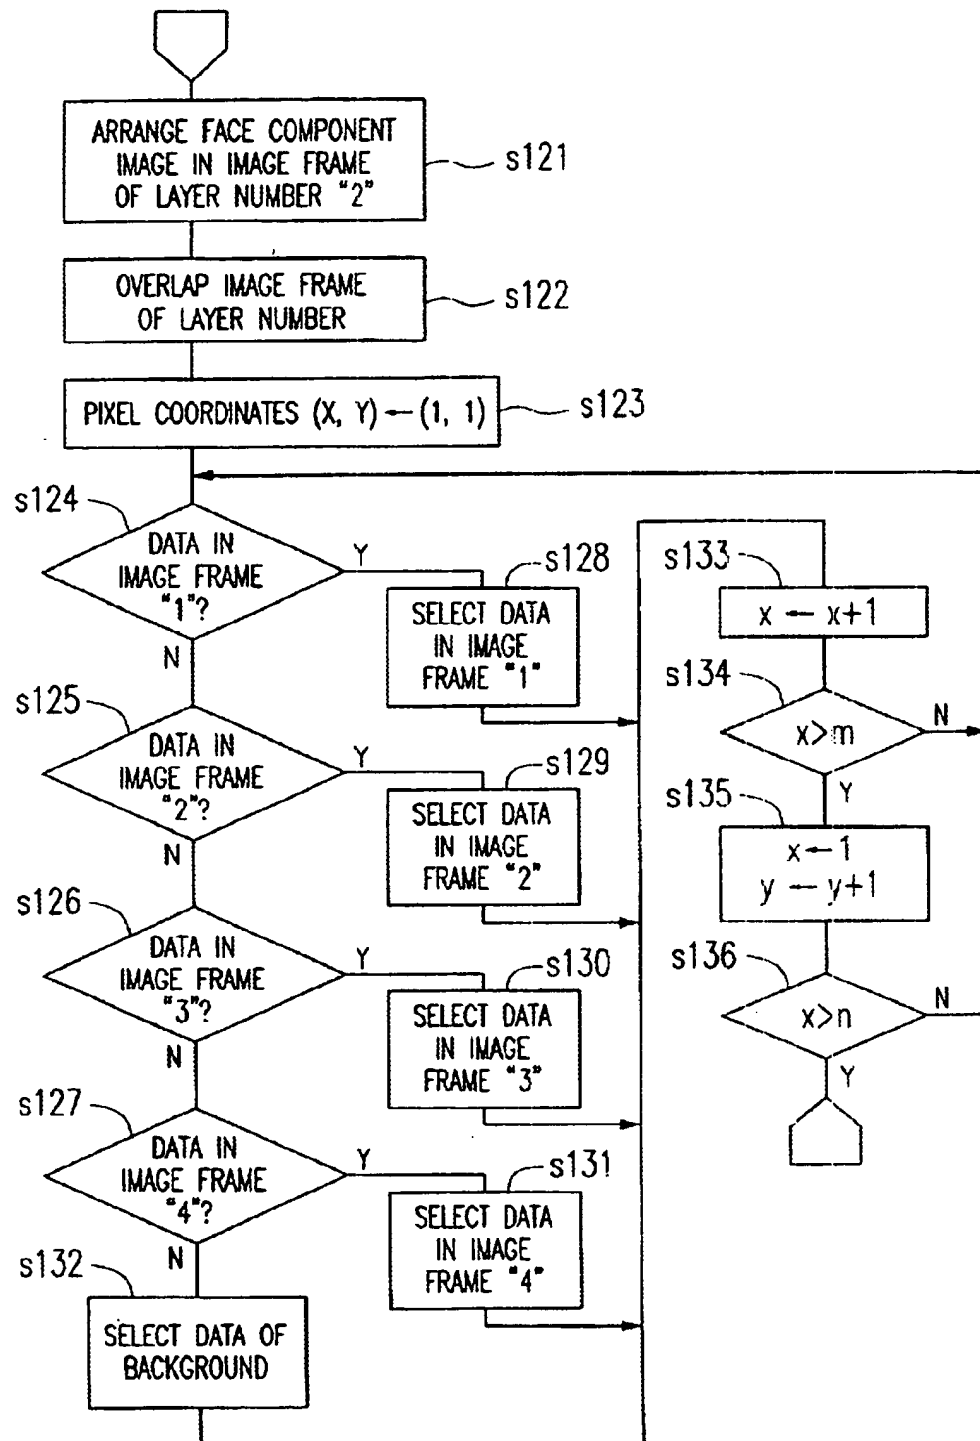 ARRANGE FACE COMPONENT
IMAGE IN IMAGE FRAME
OF LAYER NUMBER "2"
s121
OVERLAP IMAGE FRAME
OF LAYER NUMBER
s122
PIXEL COORDINATES (X, Y) ← (1, 1)
s123
s124
DATA IN
IMAGE FRAME
"1"?
Y
N
s128
SELECT DATA
IN IMAGE
FRAME "1"
s125
DATA IN
IMAGE FRAME
"2"?
Y
N
s129
SELECT DATA
IN IMAGE
FRAME "2"
s126
DATA IN
IMAGE FRAME
"3"?
Y
N
s130
SELECT DATA
IN IMAGE
FRAME "3"
s127
DATA IN
IMAGE FRAME
"4"?
Y
N
s131
SELECT DATA
IN IMAGE
FRAME "4"
s132
SELECT DATA OF
BACKGROUND
s133
x ← x+1
s134
x>m
N
Y
s135
x←1
y ← y+1
s136
x>n
N
Y